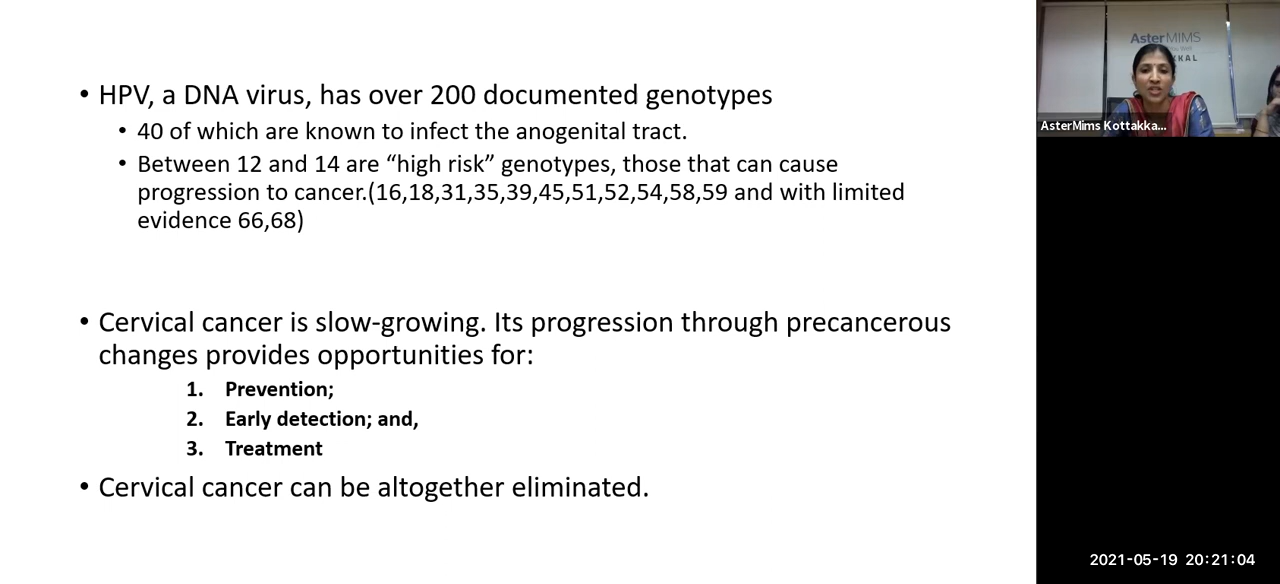 • HPV, a DNA virus, has over 200 documented genotypes
• 40 of which are known to infect the anogenital tract.
• Between 12 and 14 are “high risk” genotypes, those that can cause
progression to cancer.(16,18,31,35,39,45,51,52,54,58,59 and with limited
evidence 66,68)
• Cervical cancer is slow-growing. Its progression through precancerous
changes provides opportunities for:
1. Prevention;
2. Early detection; and,
3. Treatment
• Cervical cancer can be altogether eliminated.
AsterMIMS
KKAL
AsterMims Kottakka...
2021-05-19 20:21:04